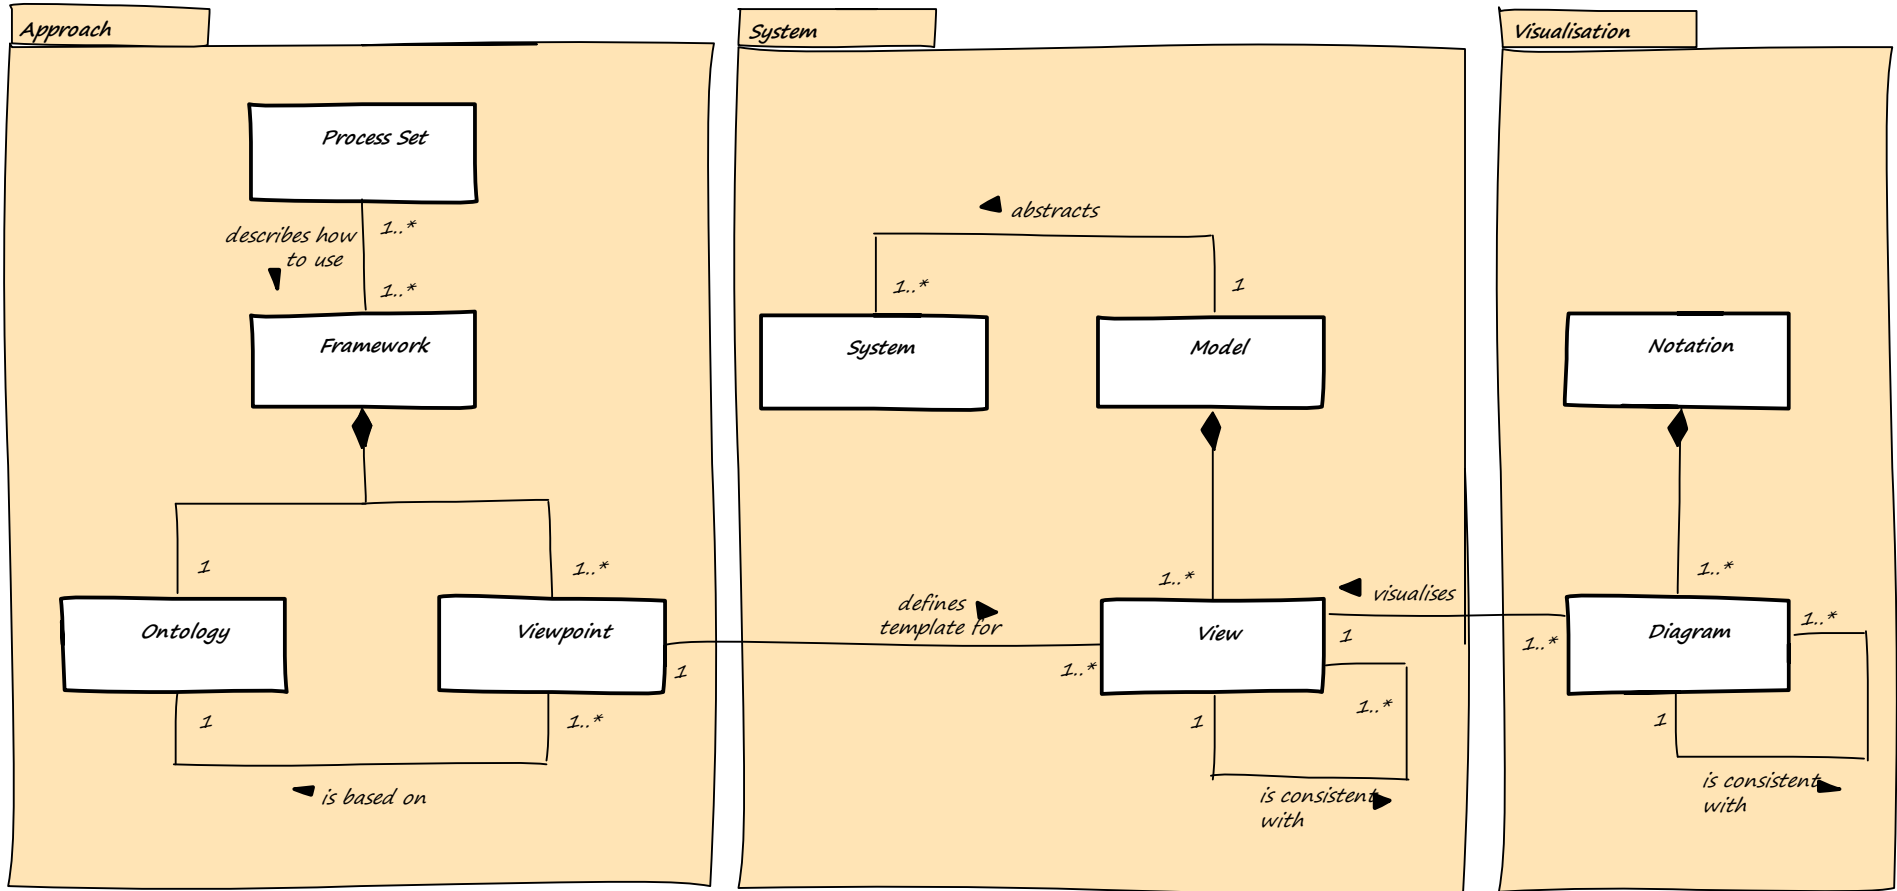 Approach
Process Set
describes how
to use
1..*
1..*
Framework
1
1..*
Ontology
Viewpoint
1
1..*
1
is based on
System
abstracts
1..*
1
System
Model
1..*
defines
template for
1..*
View
visualises
1
1..*
1
1..*
is consistent
with
Visualisation
Notation
1..*
Diagram
1..*
1
is consistent
with